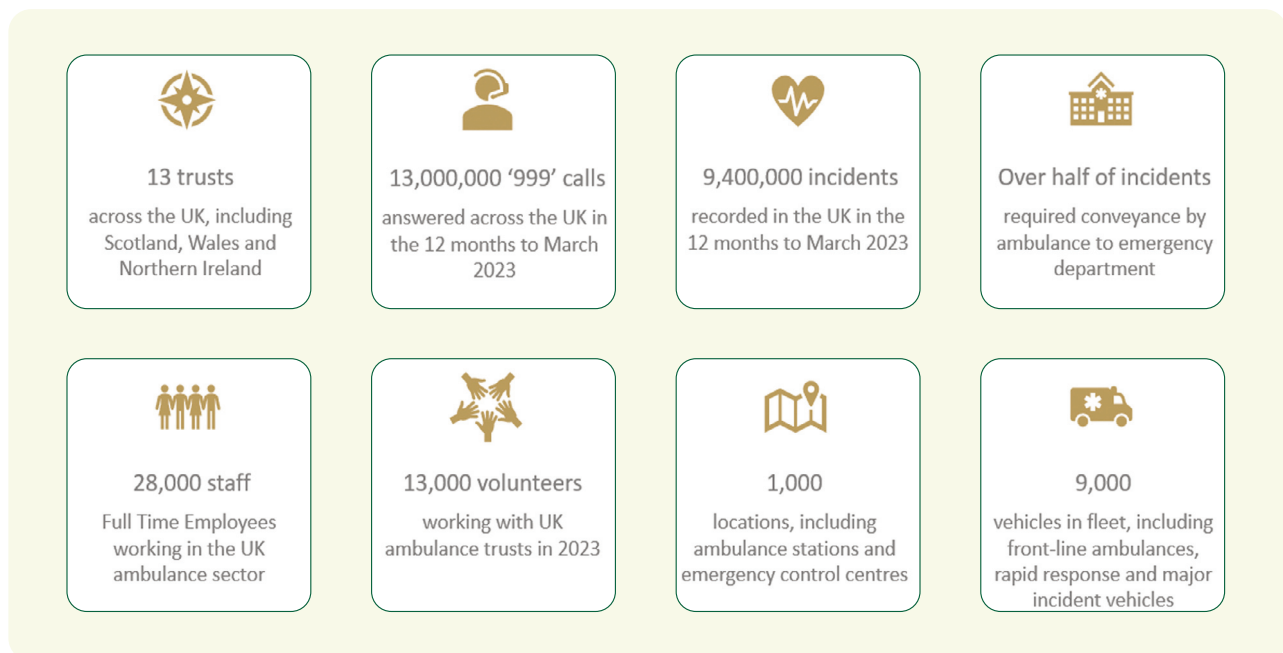 13 trusts
across the UK, including
Scotland, Wales and
Northern Ireland
13,000,000 ‘999’ calls
answered across the UK in
the 12 months to March
2023
9,400,000 incidents
recorded in the UK in the
12 months to March 2023
Over half of incidents
required conveyance by
ambulance to emergency
department
28,000 staff
Full Time Employees
working in the UK
ambulance sector
13,000 volunteers
working with UK
ambulance trusts in 2023
1,000
locations, including
ambulance stations and
emergency control centres
9,000
vehicles in fleet, including
front-line ambulances,
rapid response and major
incident vehicles